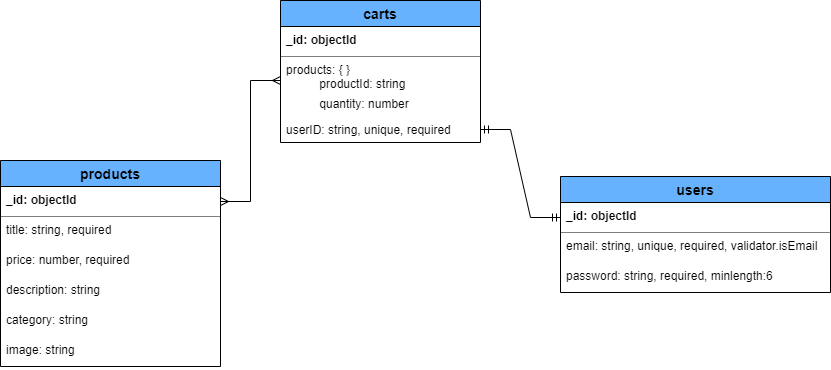 carts
_id: objectId
products: { }
productId: string
quantity: number
userID: string, unique, required
products
_id: objectId
title: string, required
price: number, required
description: string
category: string
image: string
users
_id: objectId
email: string, unique, required, validator.isEmail
password: string, required, minlength:6